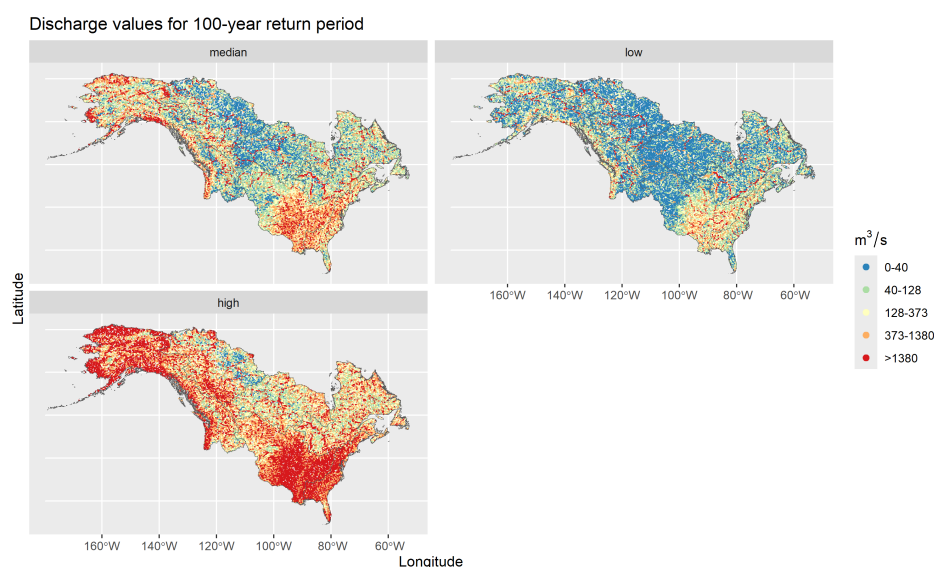 Discharge values for 100-year return period
median
low
160°W 140°W 120°W 100°W 80°W 60°W
m³/s
0-40
40-128
128-373
373-1380
>1380
Latitude
high
160°W 140°W 120°W 100°W 80°W 60°W
Longitude